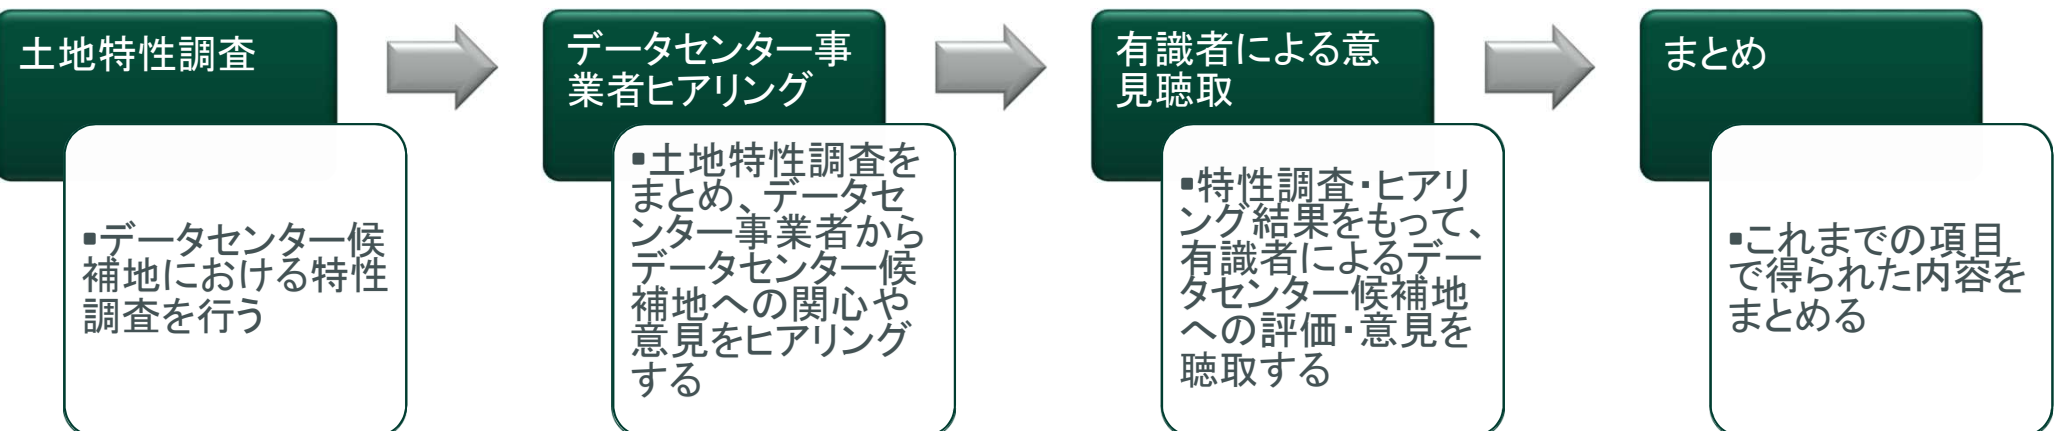 土地特性調査
▪データセンター候
補地における特性
調査を行う
データセンター事
業者ヒアリング
▪土地特性調査を
まとめ、データセ
ンター事業者から
データセンター候
補地への関心や
意見をヒアリング
する
有識者による意
見聴取
▪特性調査・ヒアリ
ング結果をもって、
有識者によるデー
タセンター候補地
への評価・意見を
聴取する
まとめ
▪これまでの項目
で得られた内容を
まとめる